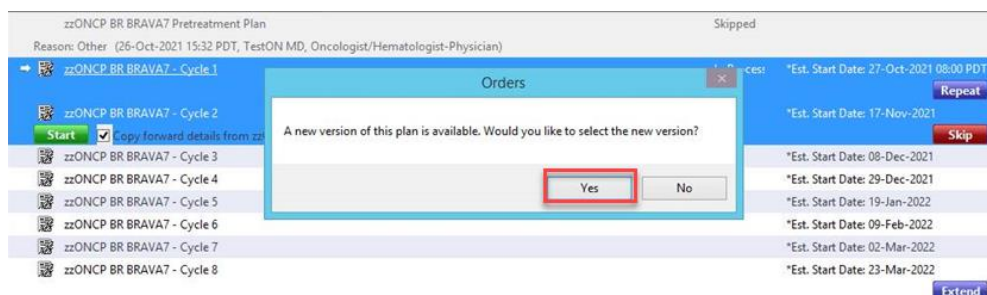 zzONCP BR BRAVA7 Pretreatment Plan Skipped
Reason: Other (26-Oct-2021 15:32 PDT, TestON MD, Oncologist/Hematologist-Physician)
zzONCP BR BRAVA7 - Cycle 1 *Est. Start Date: 27-Oct-2021 08:00 PDT
Orders
Repeat
zzONCP BR BRAVA7 - Cycle 2 *Est. Start Date: 17-Nov-2021
A new version of this plan is available. Would you like to select the new version?
Start Copy forward details from Skip
zzONCP BR BRAVA7 - Cycle 3 *Est. Start Date: 08-Dec-2021
zzONCP BR BRAVA7 - Cycle 4 *Est. Start Date: 29-Dec-2021
Yes No
zzONCP BR BRAVA7 - Cycle 5 *Est. Start Date: 19-Jan-2022
zzONCP BR BRAVA7 - Cycle 6 *Est. Start Date: 09-Feb-2022
zzONCP BR BRAVA7 - Cycle 7 *Est. Start Date: 02-Mar-2022
zzONCP BR BRAVA7 - Cycle 8 *Est. Start Date: 23-Mar-2022
Extend